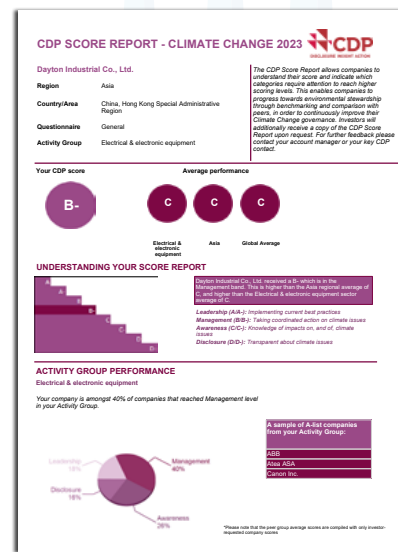 CDP SCORE REPORT - CLIMATE CHANGE 2023
CDP
DISCLOSURE INSIGHT ACTION
Dayton Industrial Co., Ltd.
Region Asia
Country/Area China, Hong Kong Special Administrative
Region
Questionnaire General
Activity Group Electrical & electronic equipment
The CDP Score Report allows companies to
understand their score and indicate which
categories require attention to reach higher
scoring levels. This enables companies to
progress towards environmental stewardship
through benchmarking and comparison with
peers, in order to continuously improve their
Climate Change governance. Investors will
additionally receive a copy of the CDP Score
Report upon request. For further feedback please
contact your account manager or your key CDP
contact.
Your CDP score
Average performance
B-
C
C
C
Electrical &
electronic
equipment
Asia
Global Average
UNDERSTANDING YOUR SCORE REPORT
A
A-
B
B-
C
C-
D
D-
Dayton Industrial Co., Ltd. received a B- which is in the
Management band. This is higher than the Asia regional average of
C, and higher than the Electrical & electronic equipment sector
average of C.
Leadership (A/A-): Implementing current best practices
Management (B/B-): Taking coordinated action on climate issues
Awareness (C/C-): Knowledge of impacts on, and of, climate
issues
Disclosure (D/D-): Transparent about climate issues
ACTIVITY GROUP PERFORMANCE
Electrical & electronic equipment
Your company is amongst 40% of companies that reached Management level
in your Activity Group.
Leadership
Management
40%
Disclosure
Awareness
A sample of A-list companies
from your Activity Group:
ABB
Atea ASA
Canon Inc.
*Please note that the peer group average scores are complied with only investor-
requested company scores